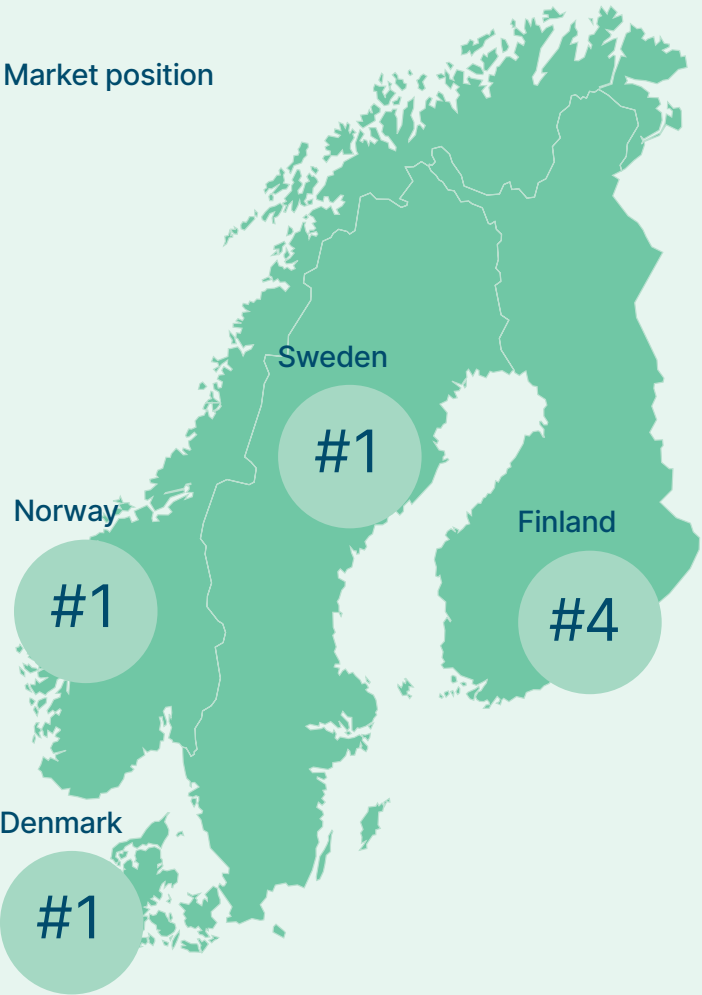 Market position
Sweden
#1
Norway
#1
Finland
#4
Denmark
#1